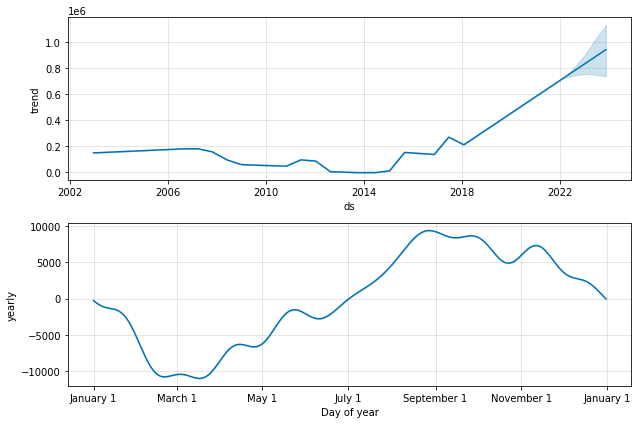 1e6
1.0
0.8
0.6
0.4
0.2
0.0
trend
2002 2006 2010 2014 2018 2022
ds
10000
5000
0
−5000
−10000
yearly
January 1 March 1 May 1 July 1 September 1 November 1 January 1
Day of year